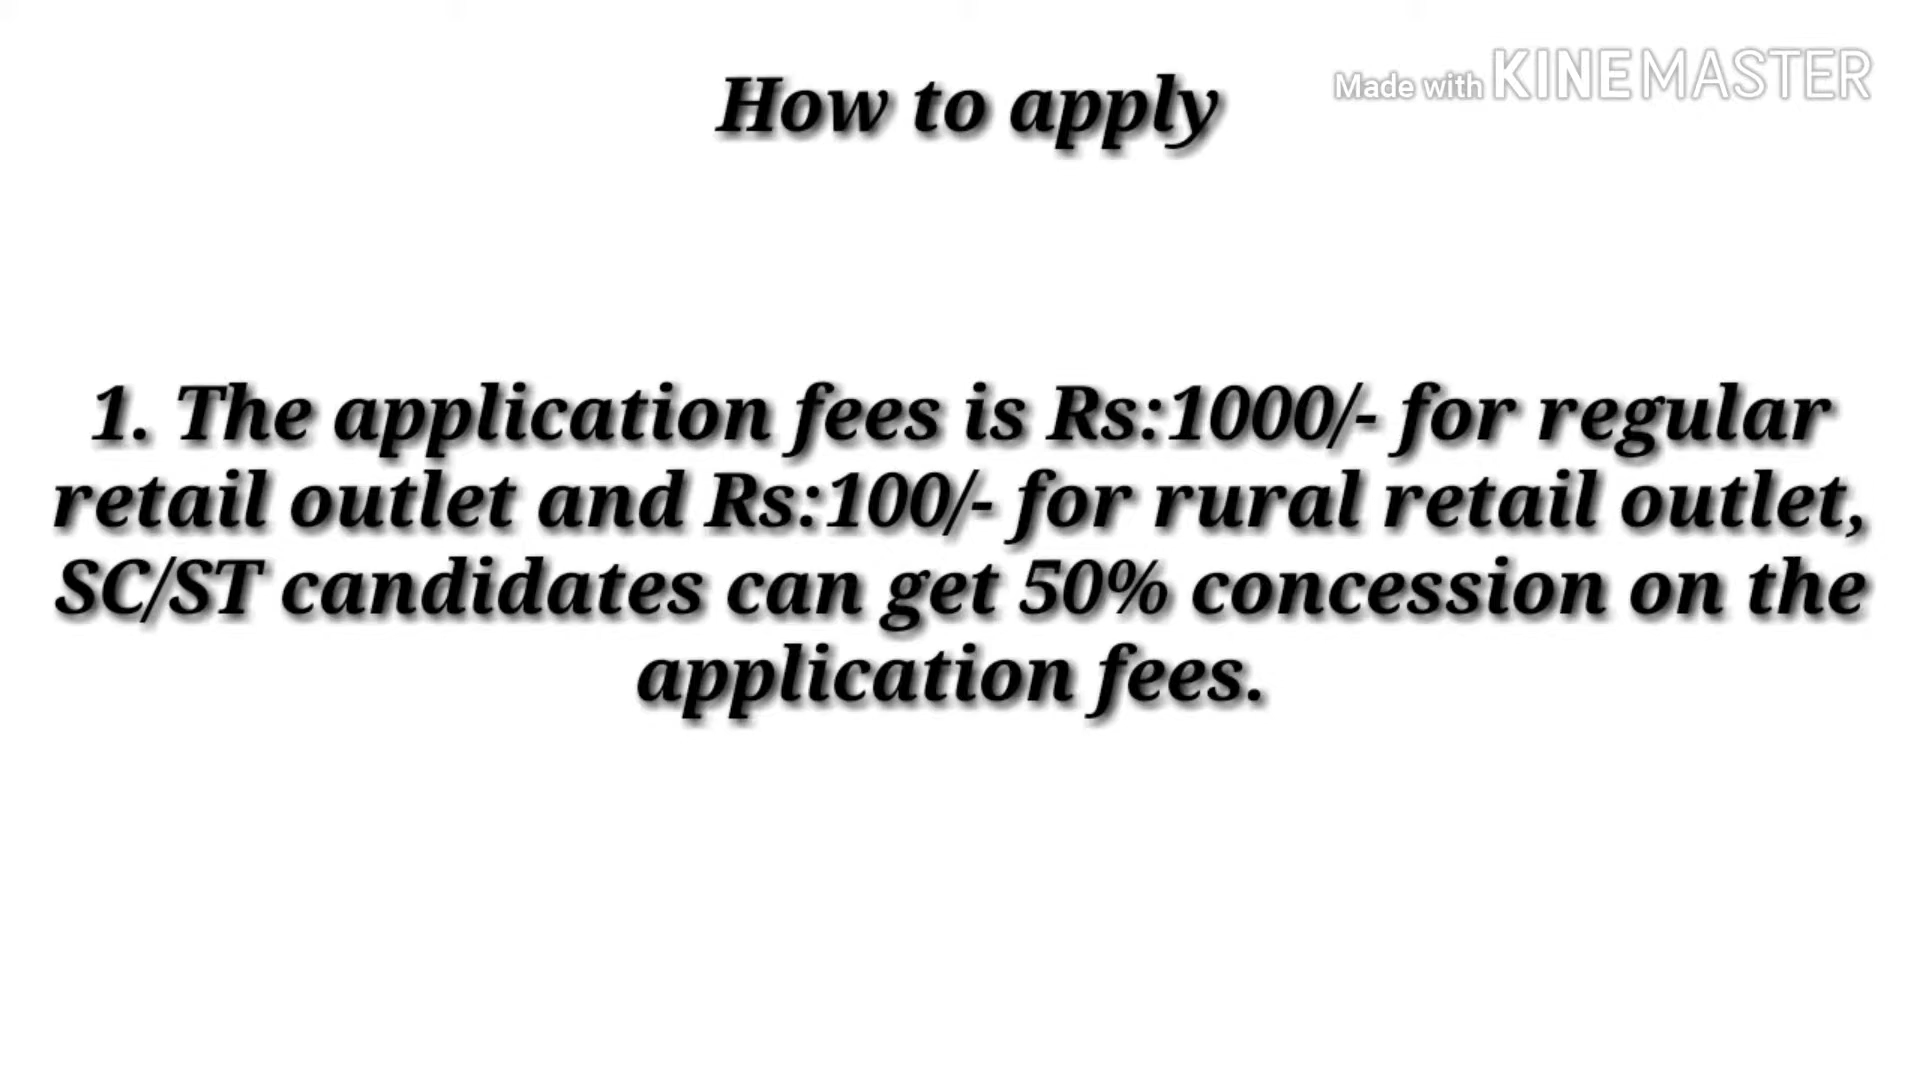 How to apply
Made with KINEMASTER
1. The application fees is Rs:1000/- for regular
retail outlet and Rs:100/- for rural retail outlet,
SC/ST candidates can get 50% concession on the
application fees.